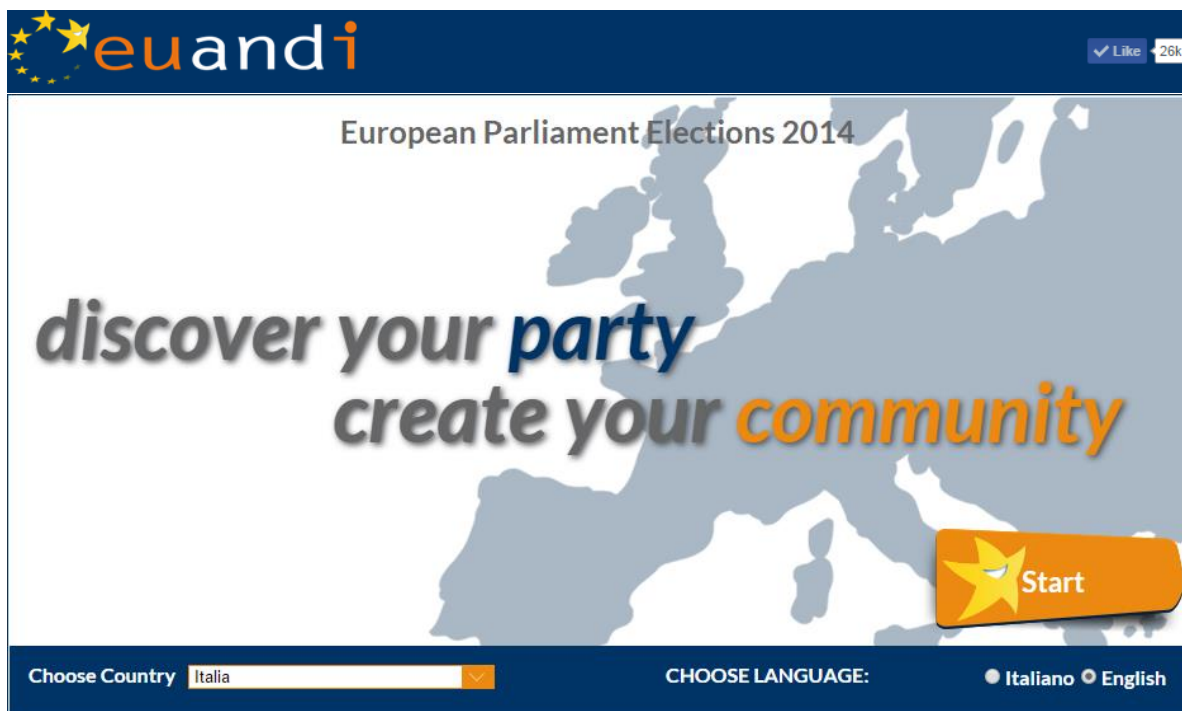 euandi
Like 26k
European Parliament Elections 2014
discover your party
create your community
Start
Choose Country Italia CHOOSE LANGUAGE: Italiano English